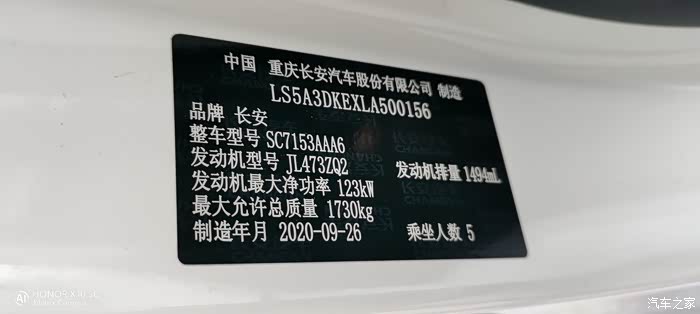 中国 重庆长安汽车股份有限公司 制造
LS5A3DKEXLA500156
品牌 长安
整车型号 SC7153AAA6
发动机型号 JL473ZQ2 发动机排量 1494mL
发动机最大净功率 123kW
最大允许总质量 1730kg
制造年月 2020-09-26 乘坐人数 5
汽车之家